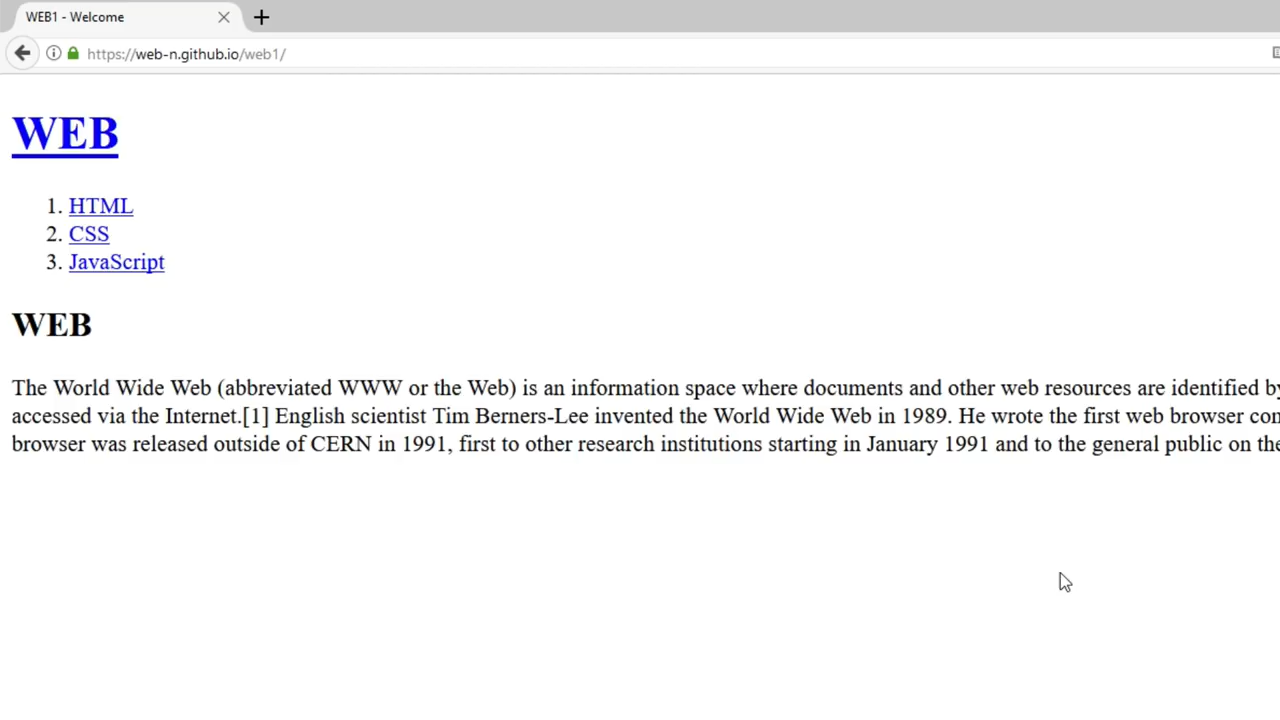 WEB1 - Welcome
https://web-n.github.io/web1/
WEB
1. HTML
2. CSS
3. JavaScript
WEB
The World Wide Web (abbreviated WWW or the Web) is an information space where documents and other web resources are identified by
accessed via the Internet.[1] English scientist Tim Berners-Lee invented the World Wide Web in 1989. He wrote the first web browser
browser was released outside of CERN in 1991, first to other research institutions starting in January 1991 and to the general public on the